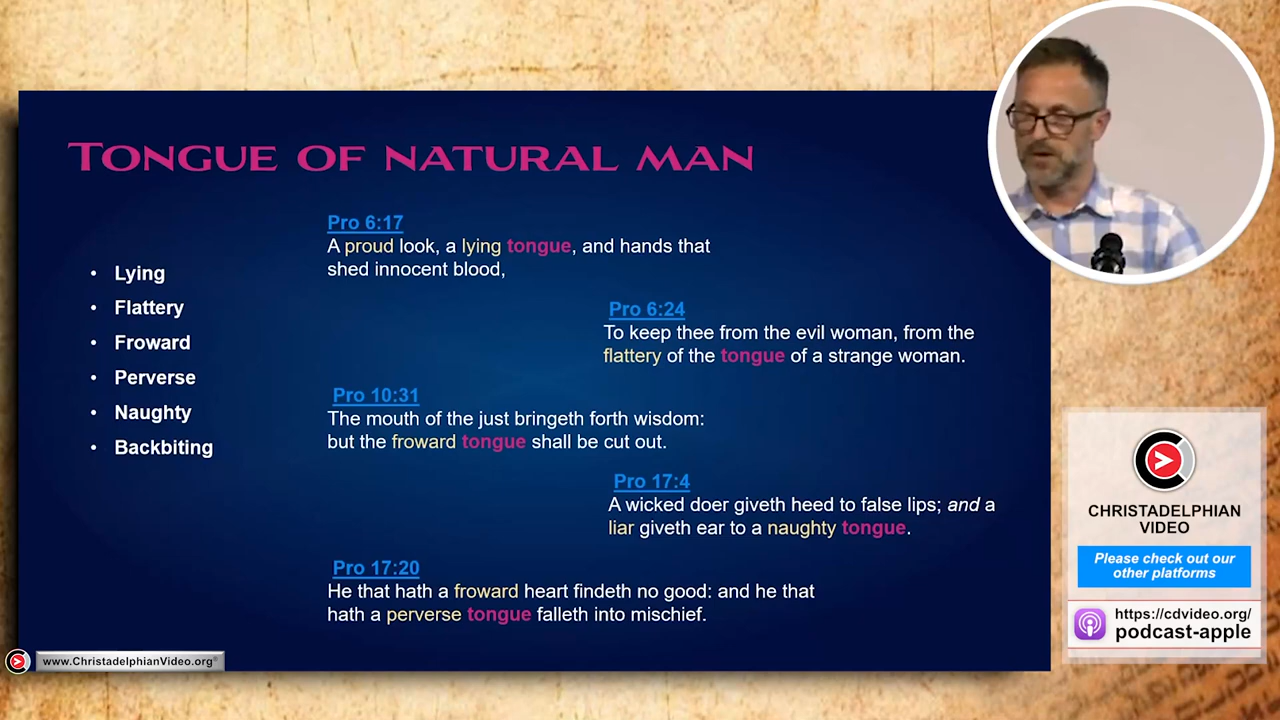 TONGUE OF NATURAL MAN
• Lying
• Flattery
• Froward
• Perverse
• Naughty
• Backbiting
Pro 6:17
A proud look, a lying tongue, and hands that
shed innocent blood,
Pro 6:24
To keep thee from the evil woman, from the
flattery of the tongue of a strange woman.
Pro 10:31
The mouth of the just bringeth forth wisdom:
but the froward tongue shall be cut out.
Pro 17:4
A wicked doer giveth heed to false lips; and a
liar giveth ear to a naughty tongue.
Pro 17:20
He that hath a froward heart findeth no good: and he that
hath a perverse tongue falleth into mischief.
CHRISTADELPHIAN
VIDEO
Please check out our
other platforms
https://cdvideo.org/
podcast-apple
www.ChristadelphianVideo.org®